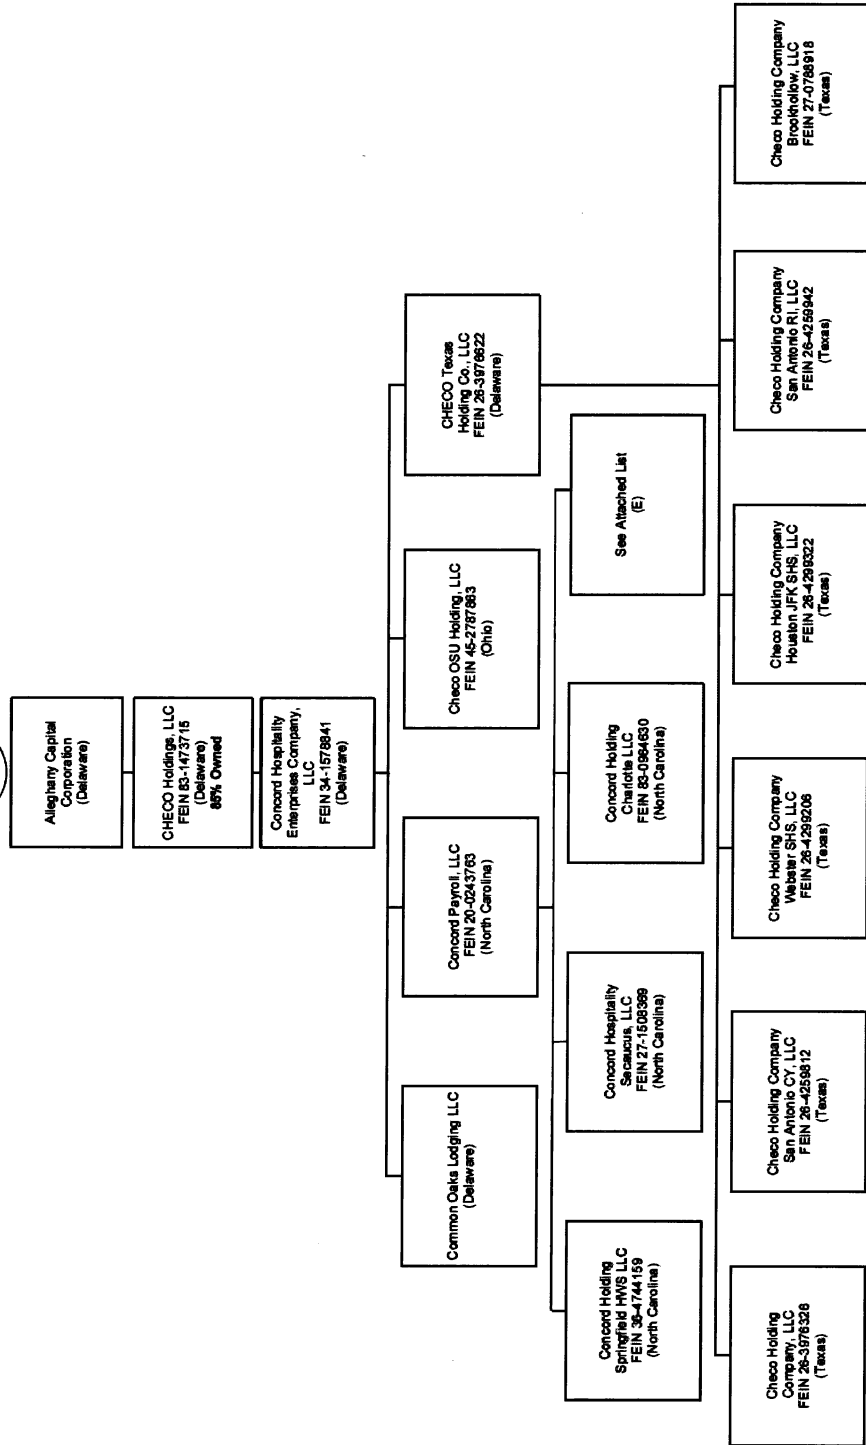 Alleghany Capital
Corporation
(Delaware)
CHECO Holdings, LLC
FEIN 83-1473715
(Delaware)
85% Owned
Concord Hospitality
Enterprises Company,
LLC
FEIN 34-1578841
(Delaware)
Common Oaks Lodging LLC
(Delaware)
Concord Payroll, LLC
FEIN 20-0243763
(North Carolina)
Checo OSU Holding, LLC
FEIN 45-2787863
(Ohio)
CHECO Texas
Holding Co., LLC
FEIN 26-3976622
(Delaware)
Concord Holding
Springfield HWS LLC
FEIN 36-4744159
(North Carolina)
Concord Hospitality
Secaucus, LLC
FEIN 27-1508369
(North Carolina)
Concord Holding
Charlotte LLC
FEIN 83-0984630
(North Carolina)
See Attached List
(E)
Checo Holding
Company, LLC
FEIN 26-3976326
(Texas)
Checo Holding Company
San Antonio CY, LLC
FEIN 26-4259812
(Texas)
Checo Holding Company
Webster SHS, LLC
FEIN 26-4299206
(Texas)
Checo Holding Company
Houston JFK SHS, LLC
FEIN 26-4299322
(Texas)
Checo Holding Company
San Antonio RI, LLC
FEIN 26-4259942
(Texas)
Checo Holding Company
Brookhollow, LLC
FEIN 27-0788918
(Texas)